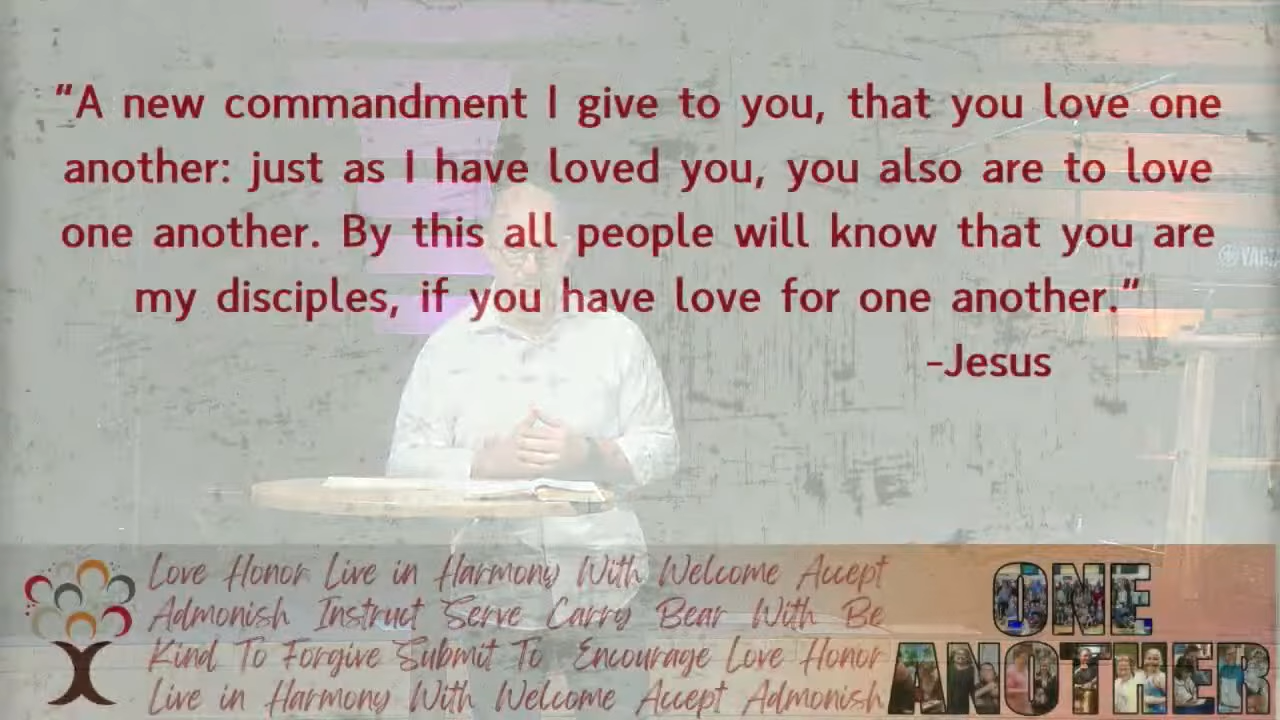 “A new commandment I give to you, that you love one
another: just as I have loved you, you also are to love
one another. By this all people will know that you are
my disciples, if you have love for one another.”
-Jesus
Love Honor Live in Harmony With Welcome Accept
Admonish Instruct Serve Carry Bear With Be
Kind To Forgive Submit To Encourage Love Honor
Live in Harmony With Welcome Accept Admonish
ONE
ANOTHER